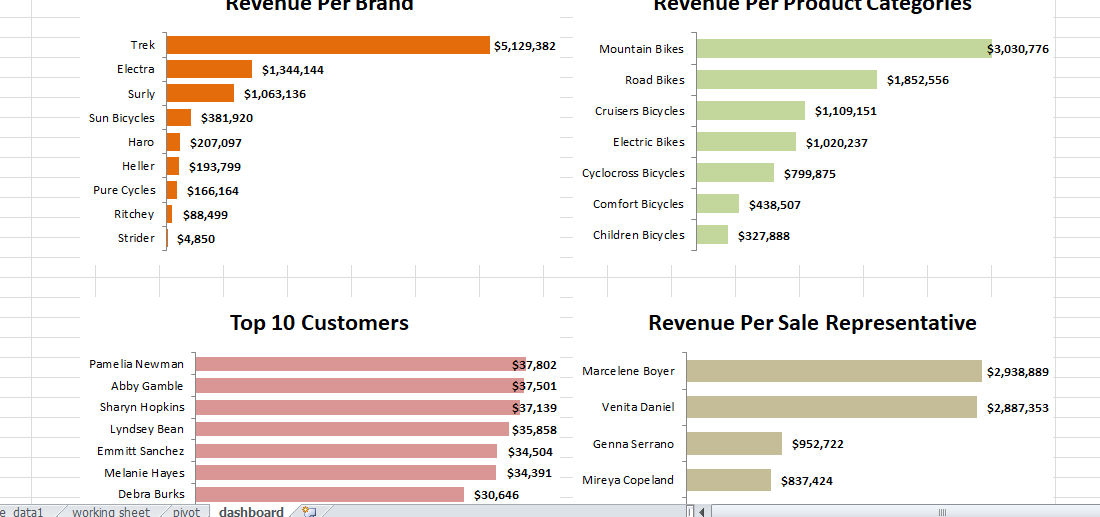 Revenue Per Brand
Trek $5,129,382
Electra $1,344,144
Surly $1,063,136
Sun Bicycles $381,920
Haro $207,097
Heller $193,799
Pure Cycles $166,164
Ritchey $88,499
Strider $4,850
Revenue Per Product Categories
Mountain Bikes $3,030,776
Road Bikes $1,852,556
Cruisers Bicycles $1,109,151
Electric Bikes $1,020,237
Cyclocross Bicycles $799,875
Comfort Bicycles $438,507
Children Bicycles $327,888
Top 10 Customers
Pamelia Newman $37,802
Abby Gamble $37,501
Sharyn Hopkins $37,139
Lyndsey Bean $35,858
Emmitt Sanchez $34,504
Melanie Hayes $34,391
Debra Burks $30,646
Revenue Per Sale Representative
Marcelene Boyer $2,938,889
Venita Daniel $2,887,353
Genna Serrano $952,722
Mireya Copeland $837,424
e_data1 working sheet pivot dashboard